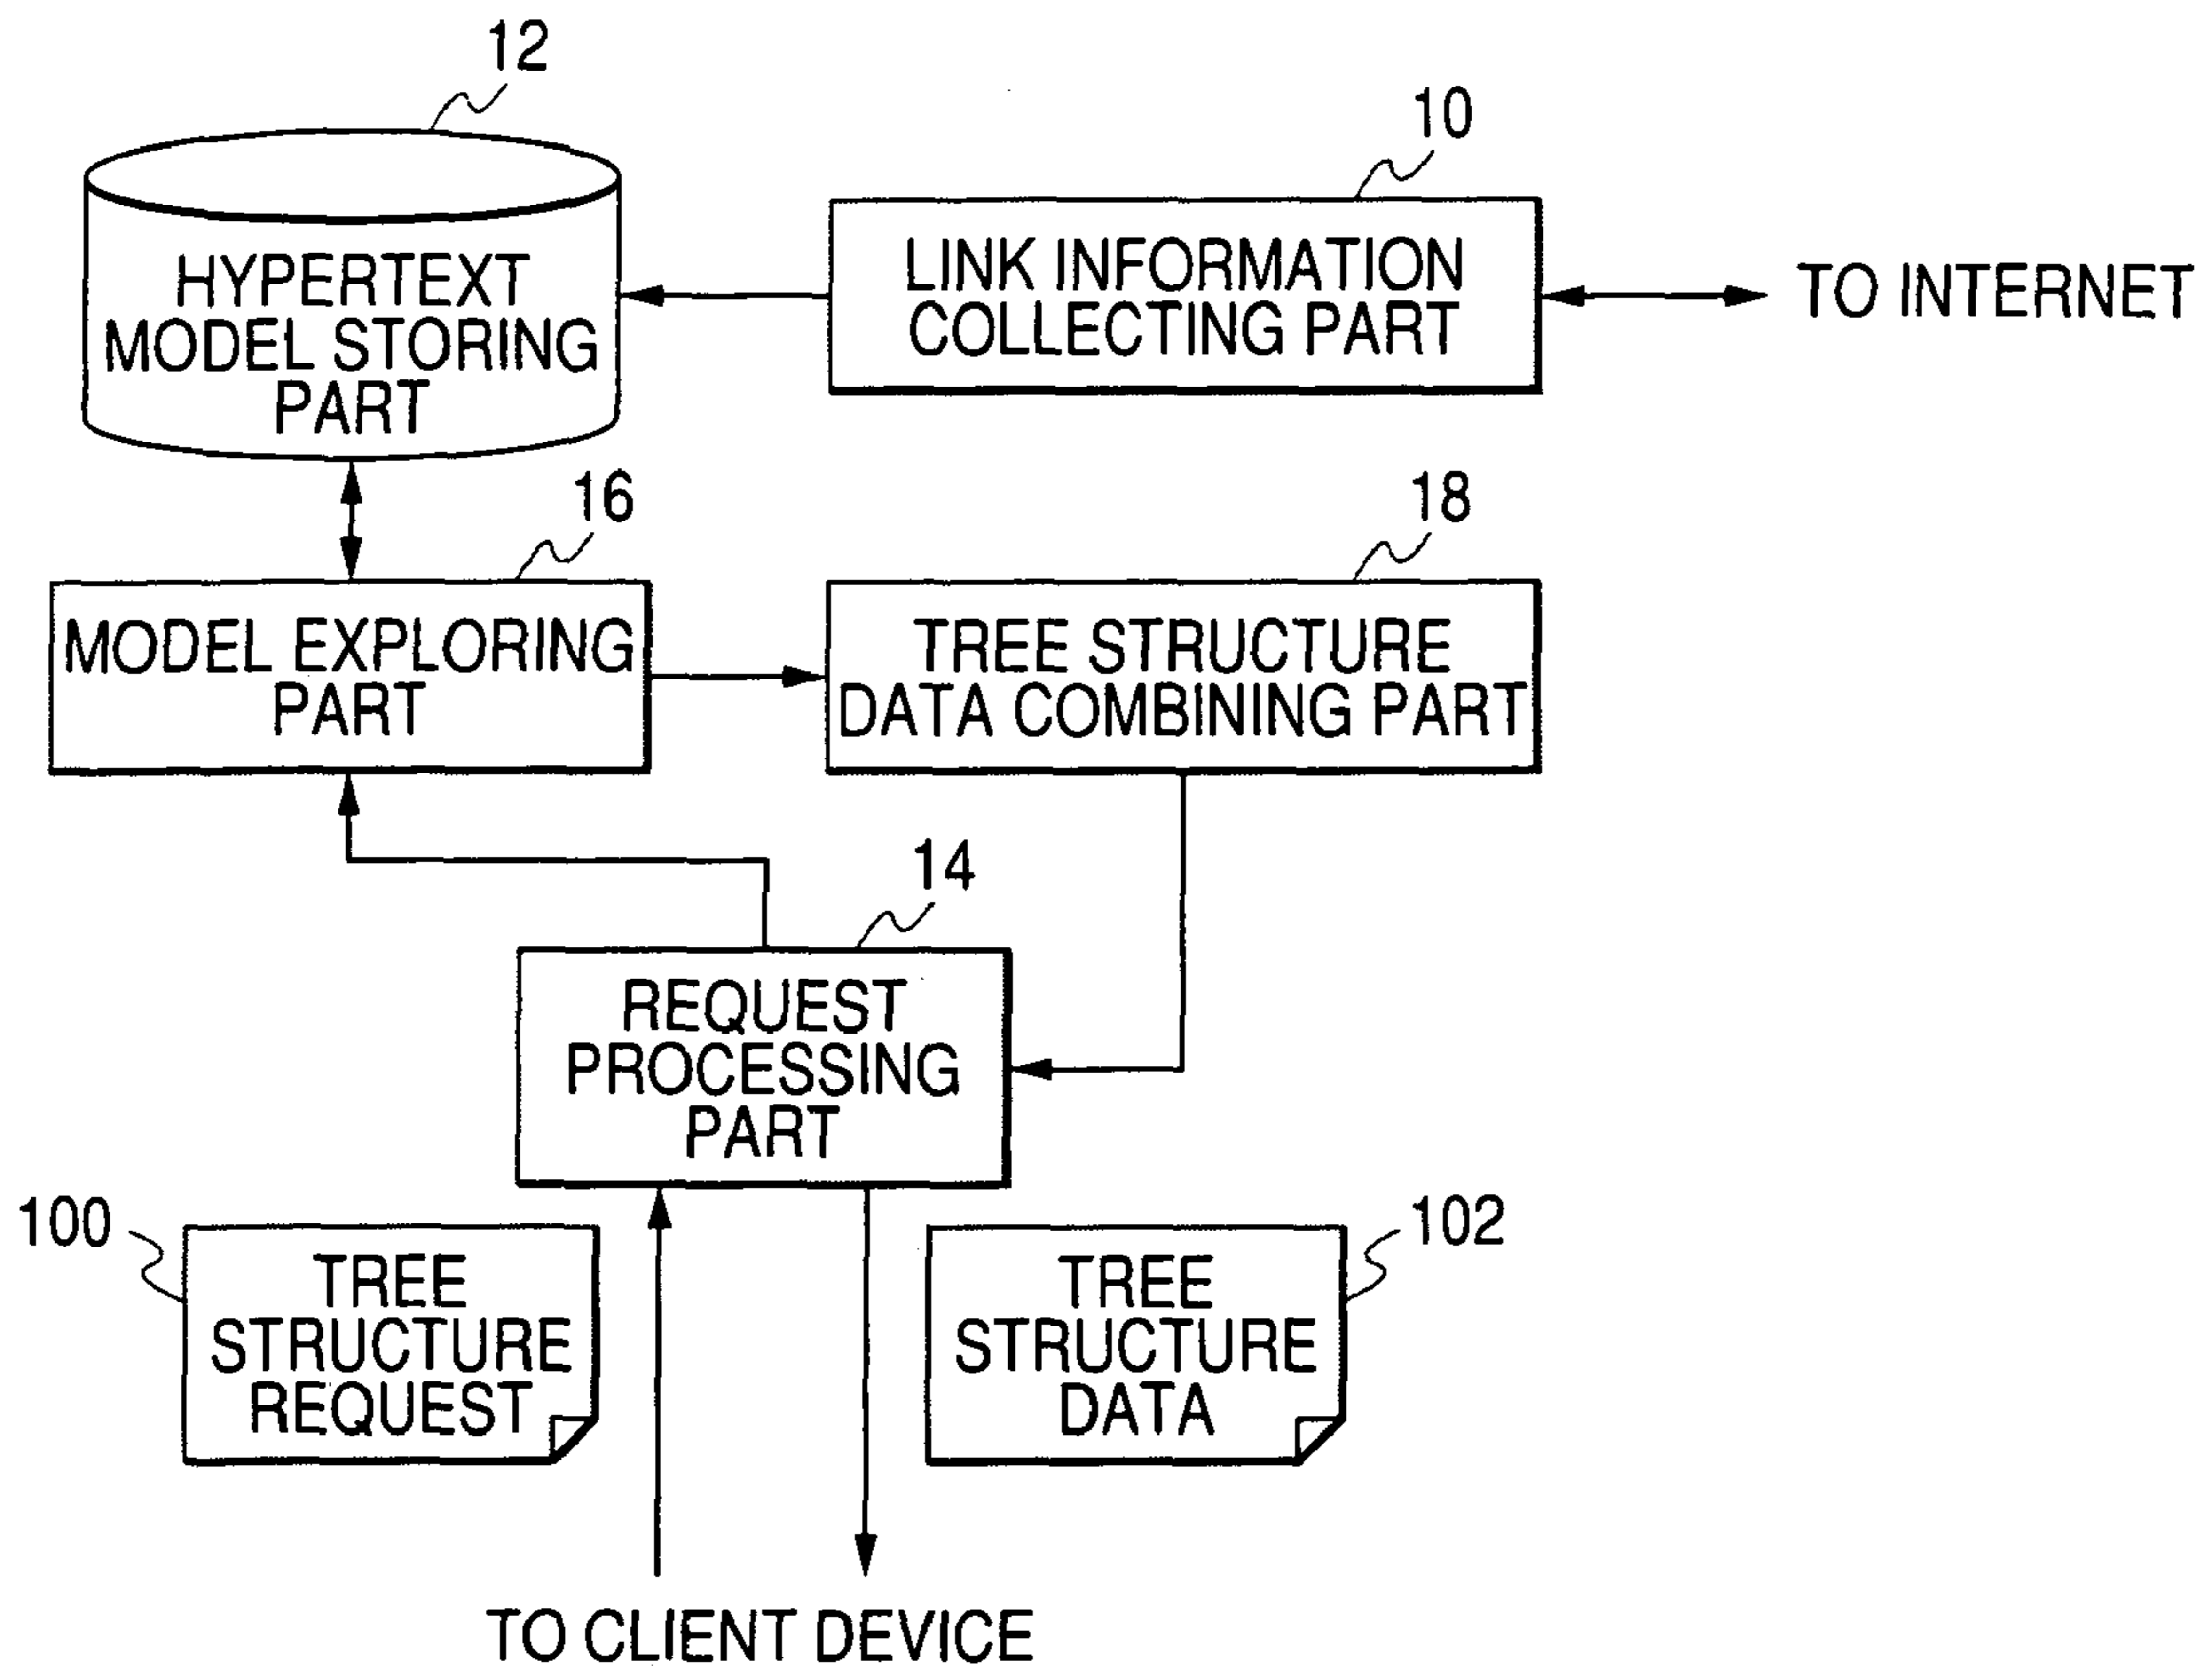 12
10
HYPERTEXT
MODEL STORING
PART
LINK INFORMATION
COLLECTING PART
TO INTERNET
16
18
MODEL EXPLORING
PART
TREE STRUCTURE
DATA COMBINING PART
14
REQUEST
PROCESSING
PART
100
TREE
STRUCTURE
REQUEST
102
TREE
STRUCTURE
DATA
TO CLIENT DEVICE